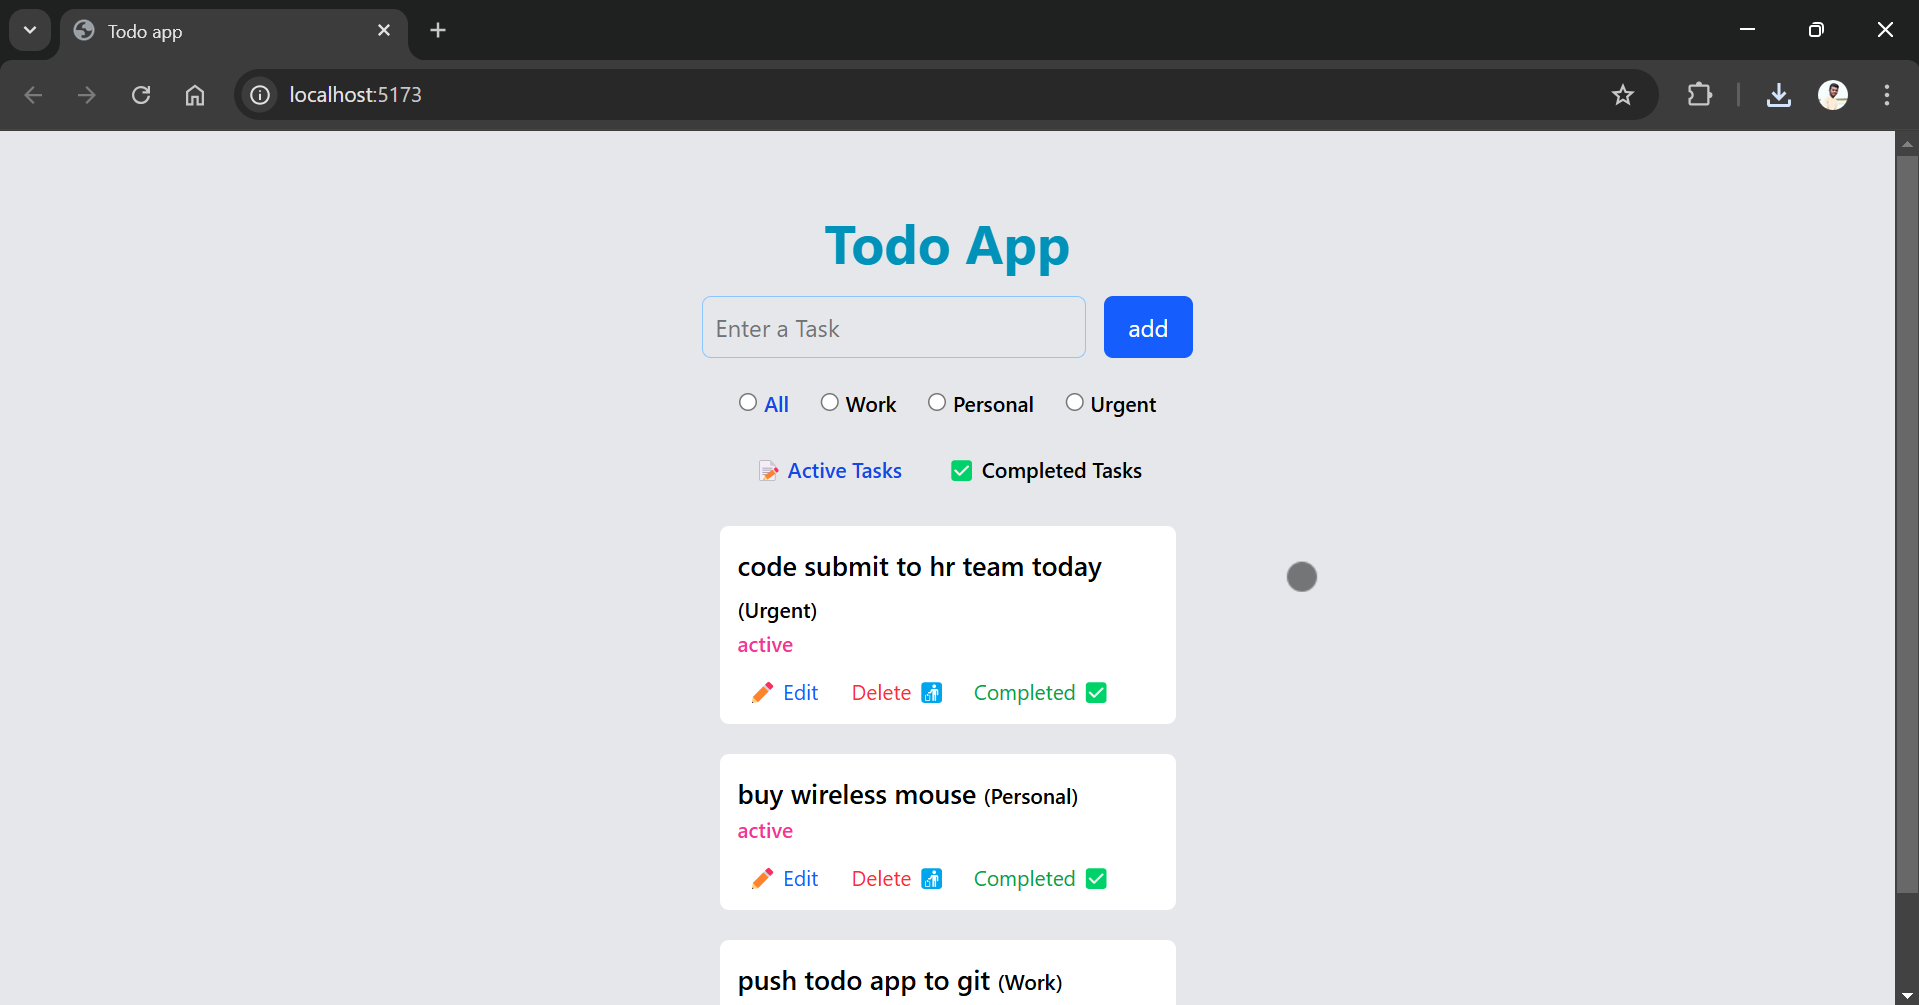 Todo app
localhost:5173
Todo App
Enter a Task
add
All Work Personal Urgent
Active Tasks Completed Tasks
code submit to hr team today
(Urgent)
active
Edit Delete Completed
buy wireless mouse (Personal)
active
Edit Delete Completed
push todo app to git (Work)